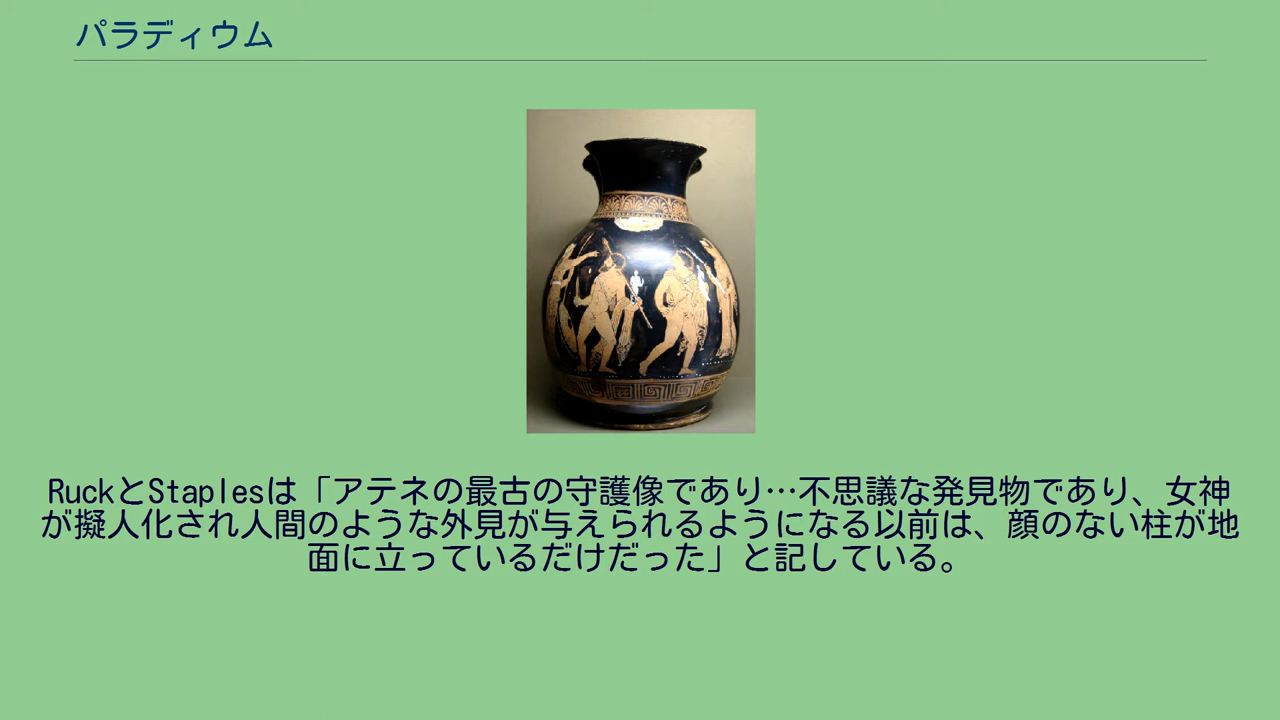 パラディウム
RuckとStaplesは「アテネの最古の守護像であり…不思議な発見物であり、女神
が擬人化され人間のような外見が与えられるようになる以前は、顔のない柱が地
面に立っているだけだった」と記している。